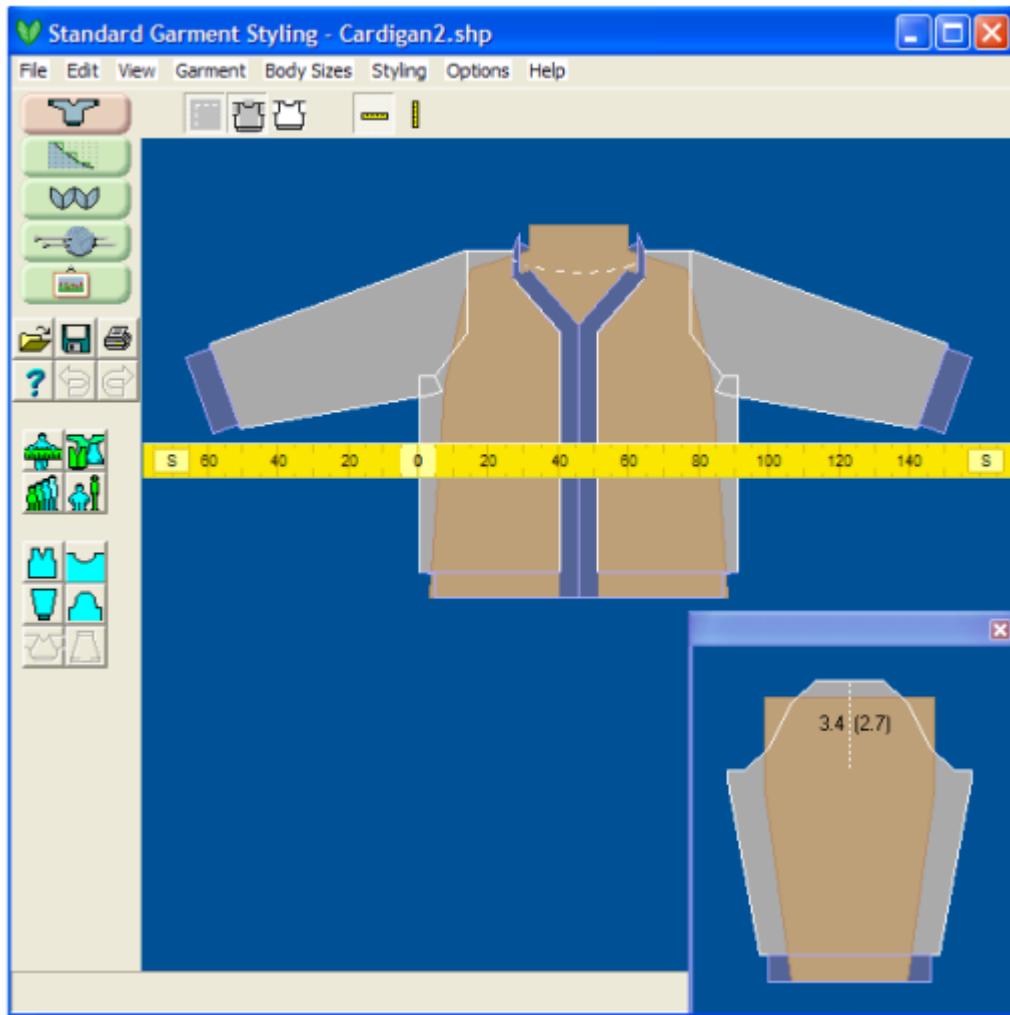 Standard Garment Styling - Cardigan2.shp
File Edit View Garment Body Sizes Styling Options Help
S 60 40 20 0 20 40 60 80 100 120 140 S
3.4 (2.7)